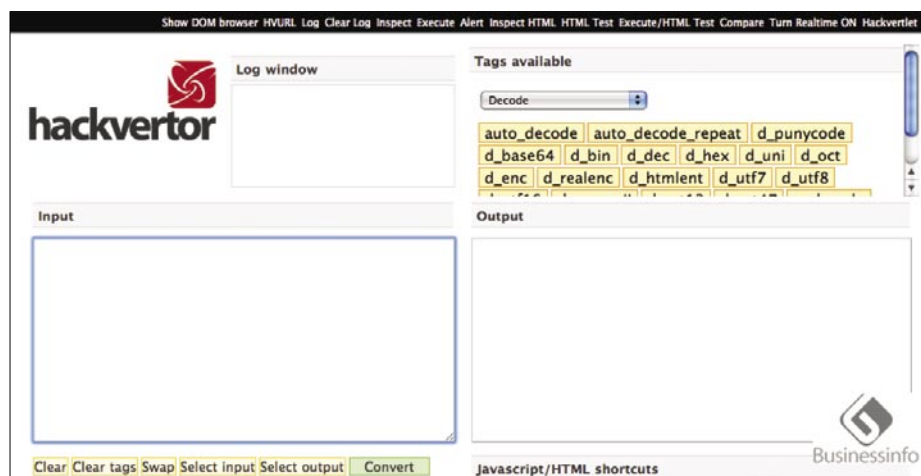 Show DOM browser HVURL Log Clear Log Inspect Execute Alert Inspect HTML HTML Test Execute/HTML Test Compare Turn Realtime ON Hackvertlet
hackvertor
Log window
Tags available
Decode
auto_decode auto_decode_repeat d_punycode
d_base64 d_bin d_dec d_hex d_uni d_oct
d_enc d_realenc d_htmlent d_utf7 d_utf8
Input
Output
Clear Clear tags Swap Select input Select output Convert
Javascript/HTML shortcuts
Businessinfo